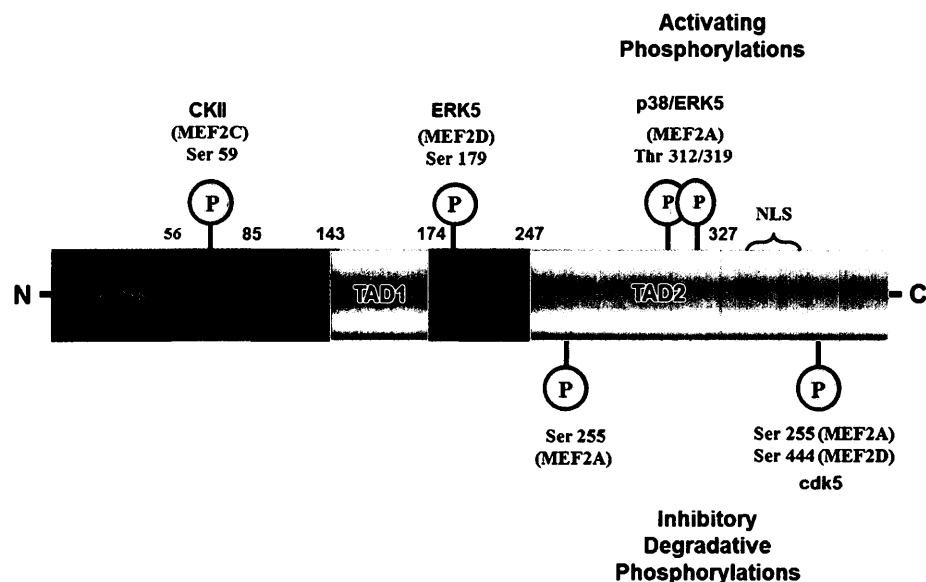 Activating
Phosphorylations
CKII
(MEF2C)
Ser 59
ERK5
(MEF2D)
Ser 179
p38/ERK5
(MEF2A)
Thr 312/319
P
P
P
P
NLS
56
85
143
174
247
327
N
TAD1
TAD2
C
P
P
Ser 255
(MEF2A)
Ser 255 (MEF2A)
Ser 444 (MEF2D)
cdk5
Inhibitory
Degradative
Phosphorylations